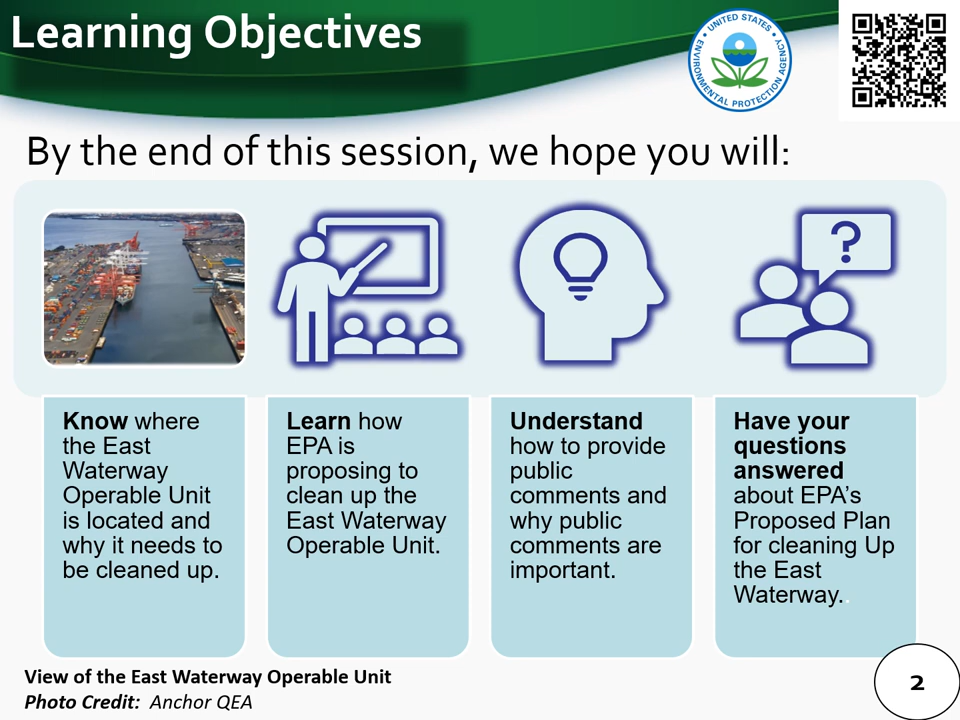 Learning Objectives
UNITED STATES
ENVIRONMENTAL PROTECTION AGENCY
By the end of this session, we hope you will:
?
Know where
the East
Waterway
Operable Unit
is located and
why it needs to
be cleaned up.
Learn how
EPA is
proposing to
clean up the
East Waterway
Operable Unit.
Understand
how to provide
public
comments and
why public
comments are
important.
Have your
questions
answered
about EPA’s
Proposed Plan
for cleaning Up
the East
Waterway..
View of the East Waterway Operable Unit
Photo Credit: Anchor QEA
2